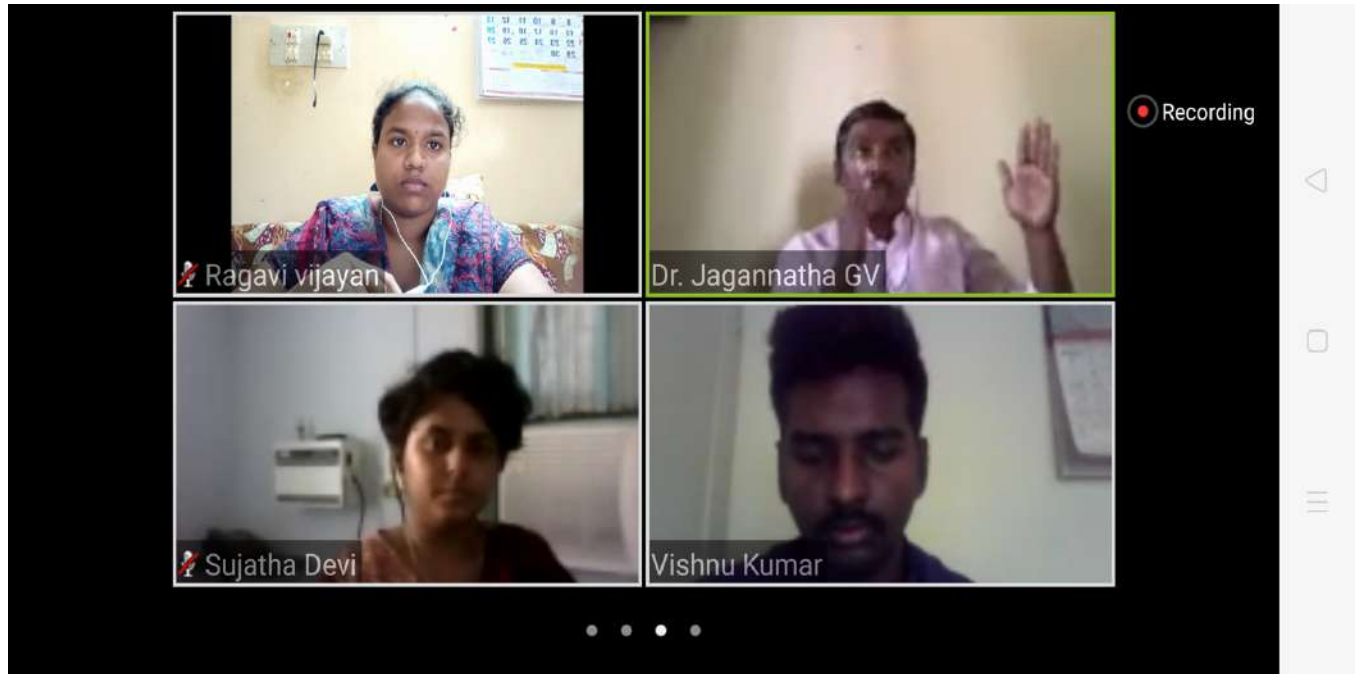 Recording
Ragavi vijayan
Dr. Jagannatha GV
Sujatha Devi
Vishnu Kumar